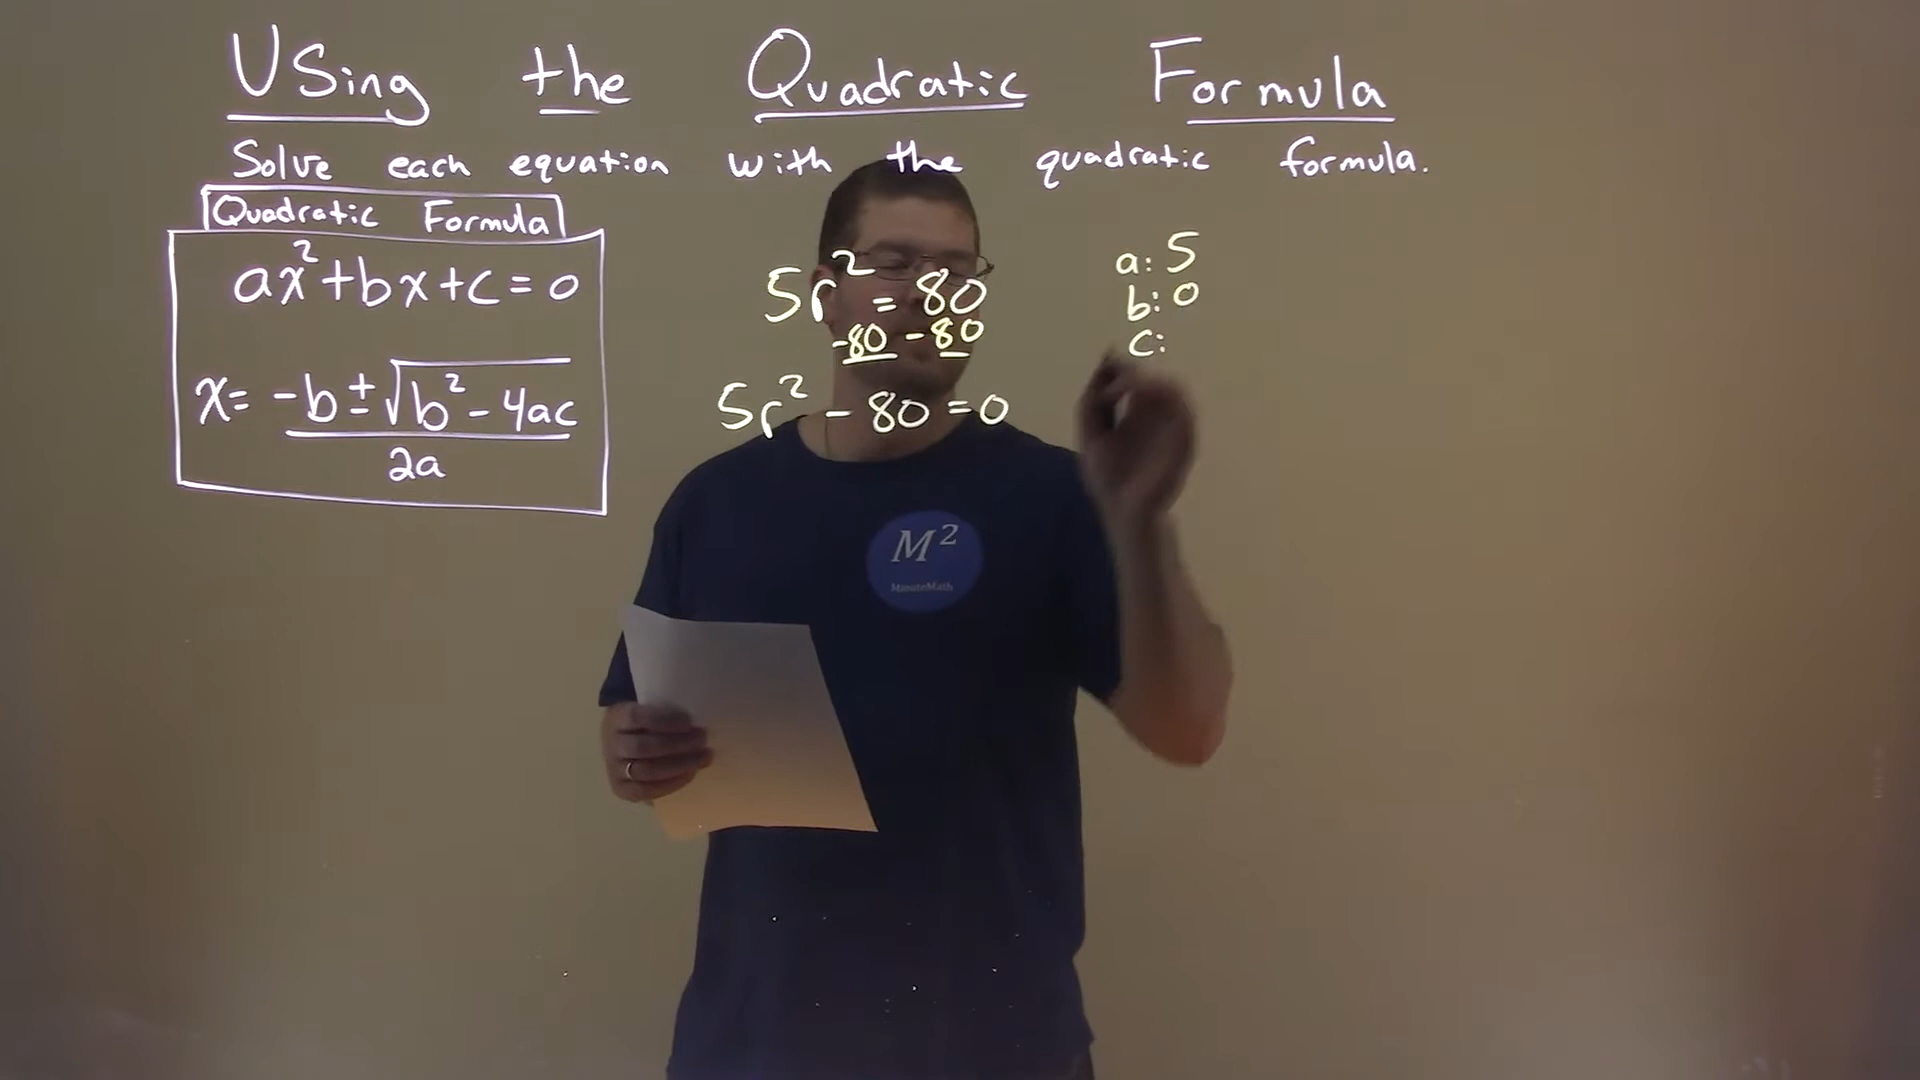 Using the Quadratic Formula
Solve each equation with the quadratic formula.
Quadratic Formula
ax²+bx+c=0
x= -b±√b²-4ac
2a
5r²=80
-80 -80
5r²-80=0
a: 5
b: 0
c:
M²
MinuteMath